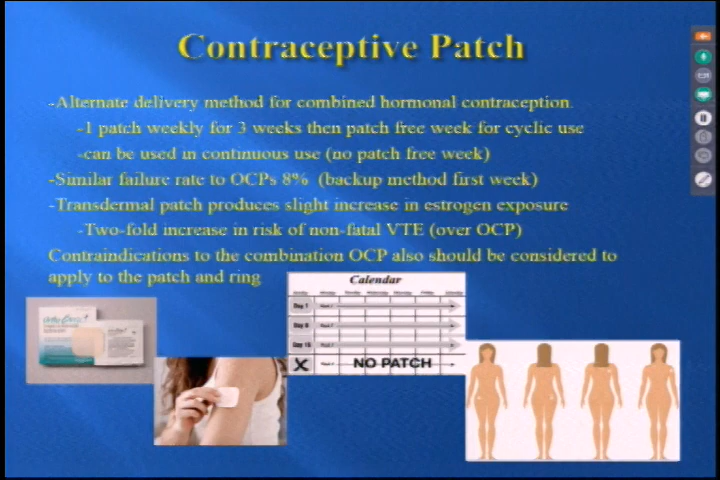 Contraceptive Patch
-Alternate delivery method for combined hormonal contraception.
-1 patch weekly for 3 weeks then patch free week for cyclic use
-can be used in continuous use (no patch free week)
-Similar failure rate to OCPs 8% (backup method first week)
-Transdermal patch produces slight increase in estrogen exposure
-Two-fold increase in risk of non-fatal VTE (over OCP)
Contraindications to the combination OCP also should be considered to
apply to the patch and ring
Calendar
Day 1
Day 8
Day 15
X NO PATCH